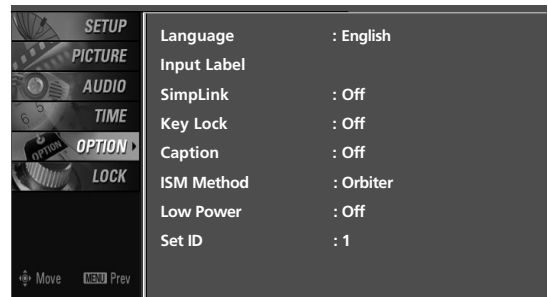 SETUP
PICTURE
AUDIO
TIME
OPTION
LOCK
Move MENU Prev
Language : English
Input Label
SimpLink : Off
Key Lock : Off
Caption : Off
ISM Method : Orbiter
Low Power : Off
Set ID : 1